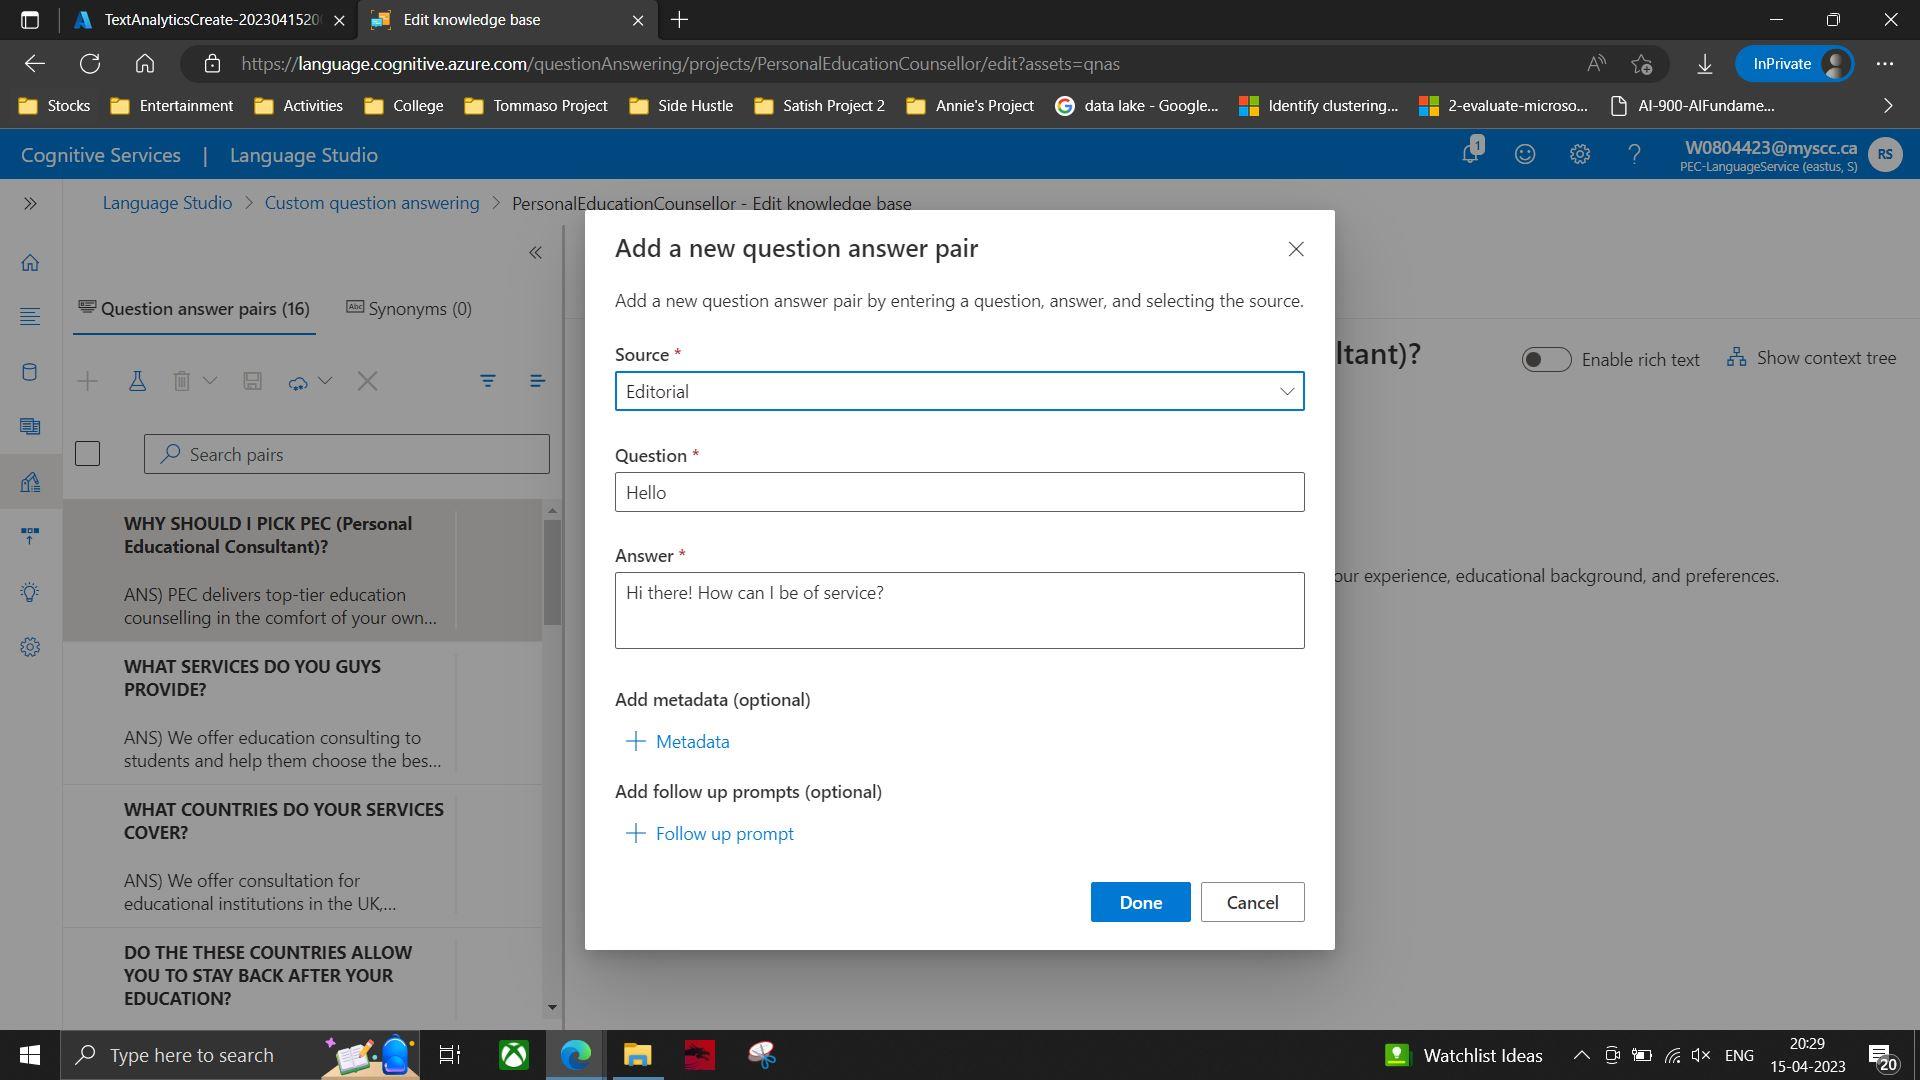 TextAnalyticsCreate-2023041520
Edit knowledge base
https://language.cognitive.azure.com/questionAnswering/projects/PersonalEducationCounsellor/edit?assets=qnas
InPrivate
Stocks
Entertainment
Activities
College
Tommaso Project
Side Hustle
Satish Project 2
Annie's Project
data lake - Google...
Identify clustering...
2-evaluate-microso...
AI-900-AIFundame...
Cognitive Services | Language Studio
1
W0804423@myscc.ca
PEC-LanguageService (eastus, S)
RS
Language Studio > Custom question answering > PersonalEducationCounsellor - Edit knowledge base
Question answer pairs (16)
Abc Synonyms (0)
Search pairs
WHY SHOULD I PICK PEC (Personal
Educational Consultant)?
ANS) PEC delivers top-tier education
counselling in the comfort of your own...
WHAT SERVICES DO YOU GUYS
PROVIDE?
ANS) We offer education consulting to
students and help them choose the bes...
WHAT COUNTRIES DO YOUR SERVICES
COVER?
ANS) We offer consultation for
educational institutions in the UK,...
DO THE THESE COUNTRIES ALLOW
YOU TO STAY BACK AFTER YOUR
EDUCATION?
Add a new question answer pair
Add a new question answer pair by entering a question, answer, and selecting the source.
Source *
Editorial
Question *
Hello
Answer *
Hi there! How can I be of service?
Add metadata (optional)
Metadata
Add follow up prompts (optional)
Follow up prompt
Done
Cancel
ltant)?
Enable rich text
Show context tree
our experience, educational background, and preferences.
Type here to search
Watchlist Ideas
ENG
20:29
15-04-2023
20